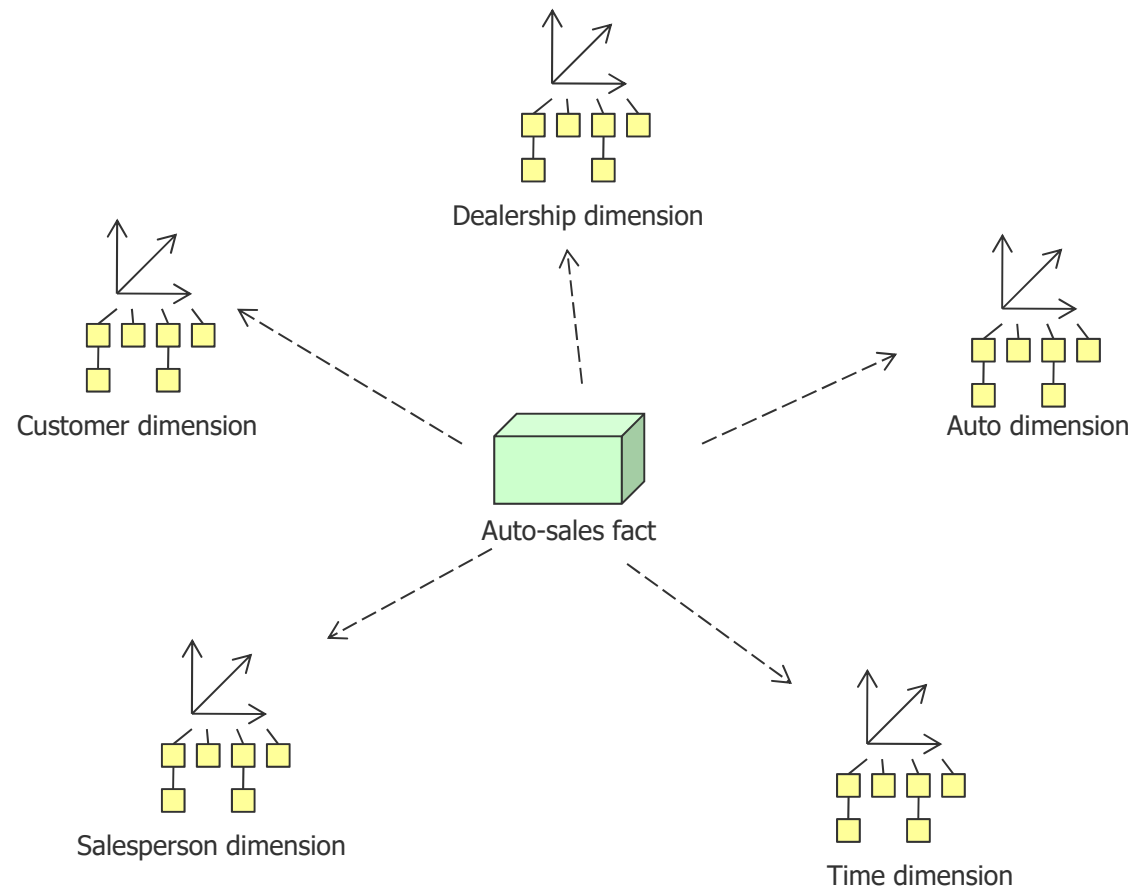 Dealership dimension
Customer dimension
Auto dimension
Auto-sales fact
Salesperson dimension
Time dimension